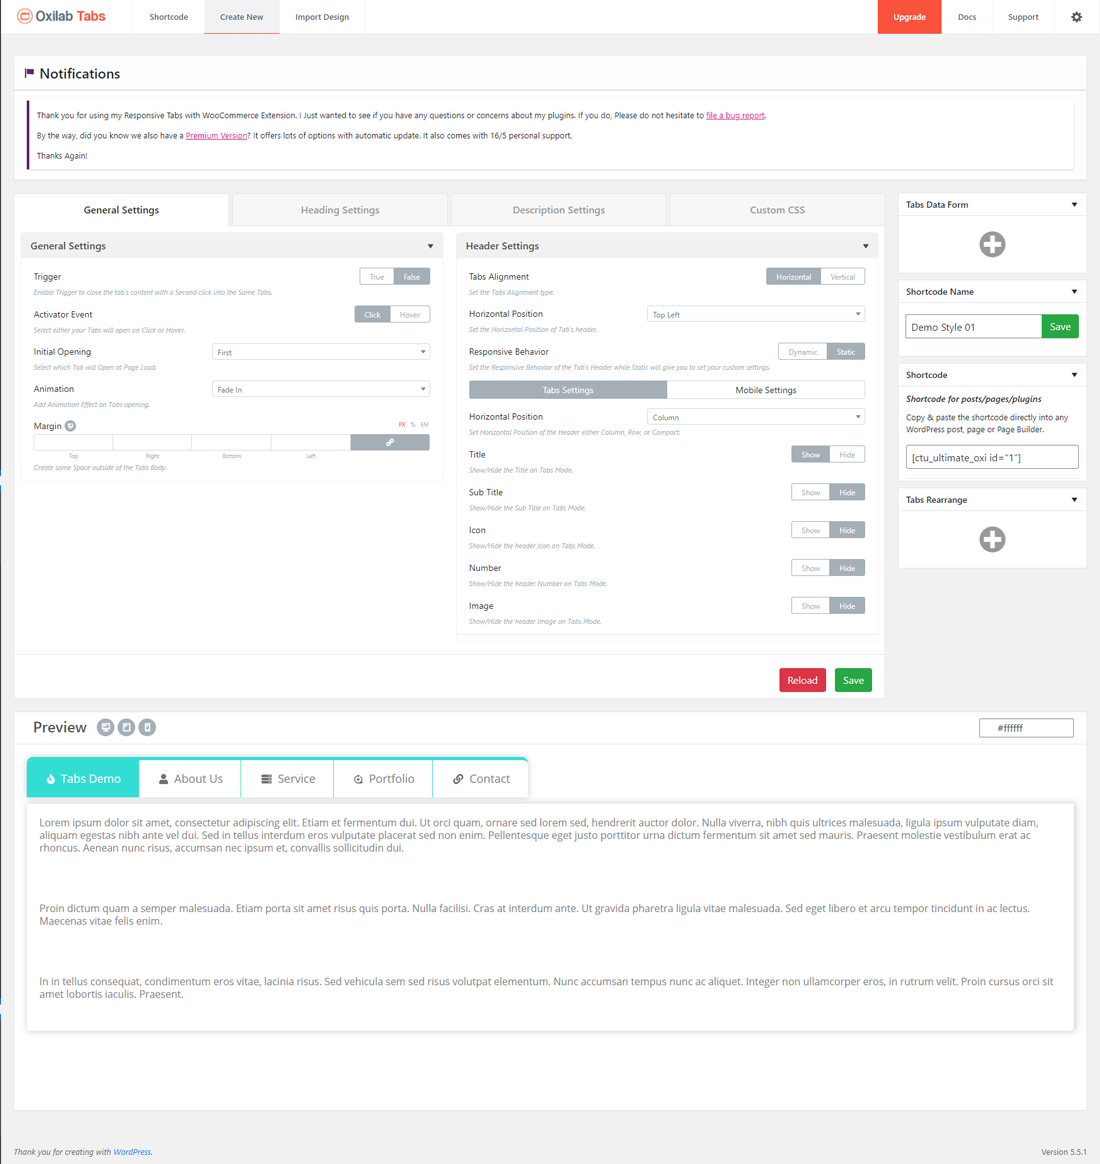 Oxilab Tabs
Shortcode
Create New
Import Design
Upgrade
Docs
Support
Notifications
Thank you for using my Responsive Tabs with WooCommerce Extension. I Just wanted to see if you have any questions or concerns about my plugins. If you do, Please do not hesitate to file a bug report.
By the way, did you know we also have a Premium Version? It offers lots of options with automatic update. It also comes with 16/5 personal support.
Thanks Again!
General Settings
Heading Settings
Description Settings
Custom CSS
General Settings
Trigger
True False
Enable Trigger to close the tab's content with a Second click into the Same Tabs.
Activator Event
Click Hover
Select either your Tabs will open on Click or Hover.
Initial Opening
First
Select which Tab will Open at Page Load.
Animation
Fade In
Add Animation Effect on Tabs opening.
Margin
PX % EM
Top Right Bottom Left
Create some Space outside of the Tabs Body.
Header Settings
Tabs Alignment
Horizontal Vertical
Set the Tabs Alignment type.
Horizontal Position
Top Left
Set the Horizontal Position of Tab's header.
Responsive Behavior
Dynamic Static
Set the Responsive Behavior of the Tab's Header while Static will give you to set your custom settings.
Tabs Settings Mobile Settings
Horizontal Position
Column
Set Horizontal Position of the Header either Column, Row, or Compact.
Title
Show Hide
Show/Hide the Title on Tabs Mode.
Sub Title
Show Hide
Show/Hide the Sub Title on Tabs Mode.
Icon
Show Hide
Show/Hide the header Icon on Tabs Mode.
Number
Show Hide
Show/Hide the header Number on Tabs Mode.
Image
Show Hide
Show/Hide the header Image on Tabs Mode.
Reload Save
Tabs Data Form
Shortcode Name
Demo Style 01 Save
Shortcode
Shortcode for posts/pages/plugins
Copy & paste the shortcode directly into any
WordPress post, page or Page Builder.
[ctu_ultimate_oxi id="1"]
Tabs Rearrange
Preview
#ffffff
Tabs Demo About Us Service Portfolio Contact
Lorem ipsum dolor sit amet, consectetur adipiscing elit. Etiam et fermentum dui. Ut orci quam, ornare sed lorem sed, hendrerit auctor dolor. Nulla viverra, nibh quis ultrices malesuada, ligula ipsum vulputate diam,
aliquam egestas nibh ante vel dui. Sed in tellus interdum eros vulputate placerat sed non enim. Pellentesque eget justo porttitor urna dictum fermentum sit amet sed mauris. Praesent molestie vestibulum erat ac
rhoncus. Aenean nunc risus, accumsan nec ipsum et, convallis sollicitudin dui.
Proin dictum quam a semper malesuada. Etiam porta sit amet risus quis porta. Nulla facilisi. Cras at interdum ante. Ut gravida pharetra ligula vitae malesuada. Sed eget libero et arcu tempor tincidunt in ac lectus.
Maecenas vitae felis enim.
In in tellus consequat, condimentum eros vitae, lacinia risus. Sed vehicula sem sed risus volutpat elementum. Nunc accumsan tempus nunc ac aliquet. Integer non ullamcorper eros, in rutrum velit. Proin cursus orci sit
amet lobortis iaculis. Praesent.
Thank you for creating with WordPress.
Version 5.5.1